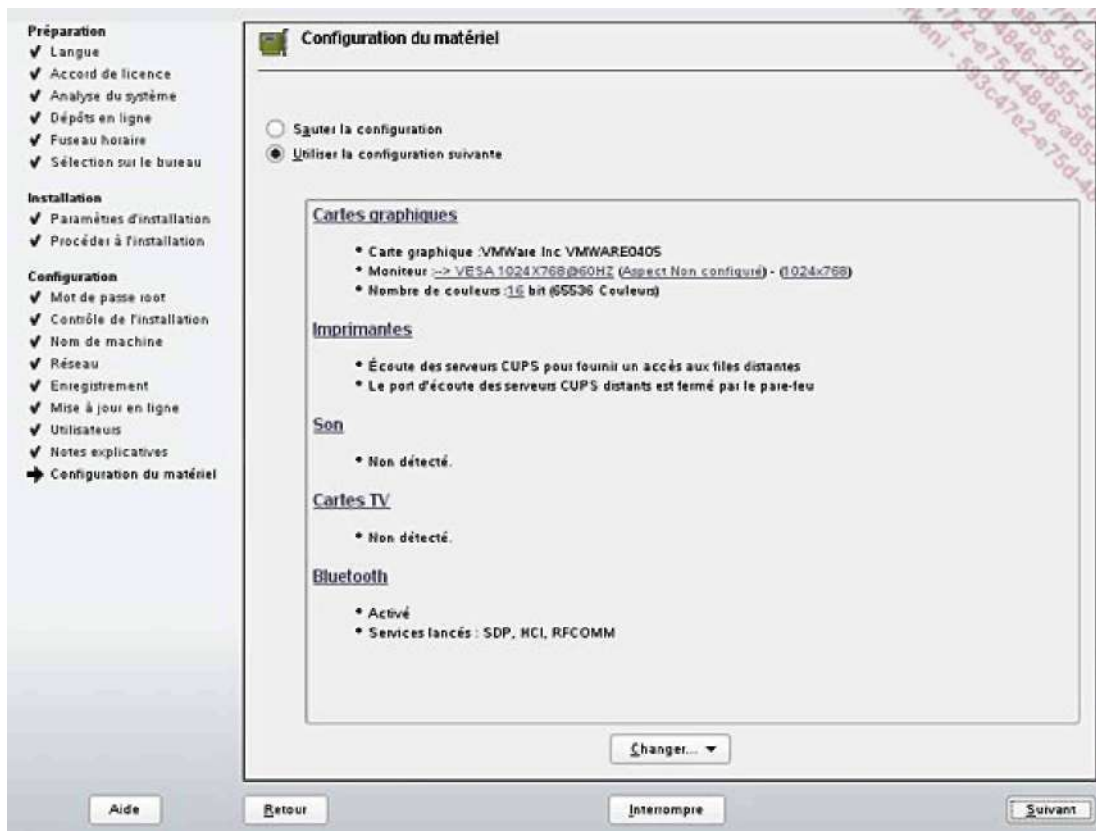 Préparation
Langue
Accord de licence
Analyse du système
Dépôts en ligne
Fuseau horaire
Sélection sur le bureau
Installation
Paramètres d'installation
Procéder à l'installation
Configuration
Mot de passe root
Contrôle de l'installation
Nom de machine
Réseau
Enregistrement
Mise à jour en ligne
Utilisateurs
Notes explicatives
Configuration du matériel
Configuration du matériel
Sauter la configuration
Utiliser la configuration suivante
Cartes graphiques
• Carte graphique :VMWare Inc VMWARE0405
• Moniteur :--> VESA 1024X768@60HZ (Aspect Non configuré) - (1024x768)
• Nombre de couleurs :16 bit (65536 Couleurs)
Imprimantes
• Écoute des serveurs CUPS pour fournir un accès aux files distantes
• Le port d'écoute des serveurs CUPS distants est fermé par le pare-feu
Son
• Non détecté.
Cartes TV
• Non détecté.
Bluetooth
• Activé
• Services lancés : SDP, HCI, RFCOMM
Changer...
Aide
Retour
Interrompre
Suivant